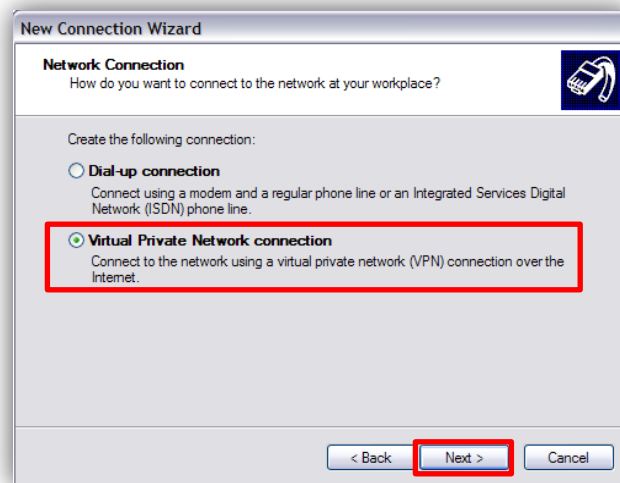 New Connection Wizard
Network Connection
How do you want to connect to the network at your workplace?
Create the following connection:
Dial-up connection
Connect using a modem and a regular phone line or an Integrated Services Digital
Network (ISDN) phone line.
Virtual Private Network connection
Connect to the network using a virtual private network (VPN) connection over the
Internet.
< Back Next > Cancel